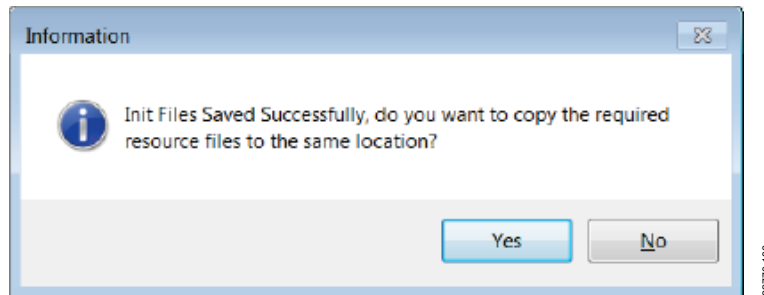 Information
Init Files Saved Successfully, do you want to copy the required
resource files to the same location?
Yes
No